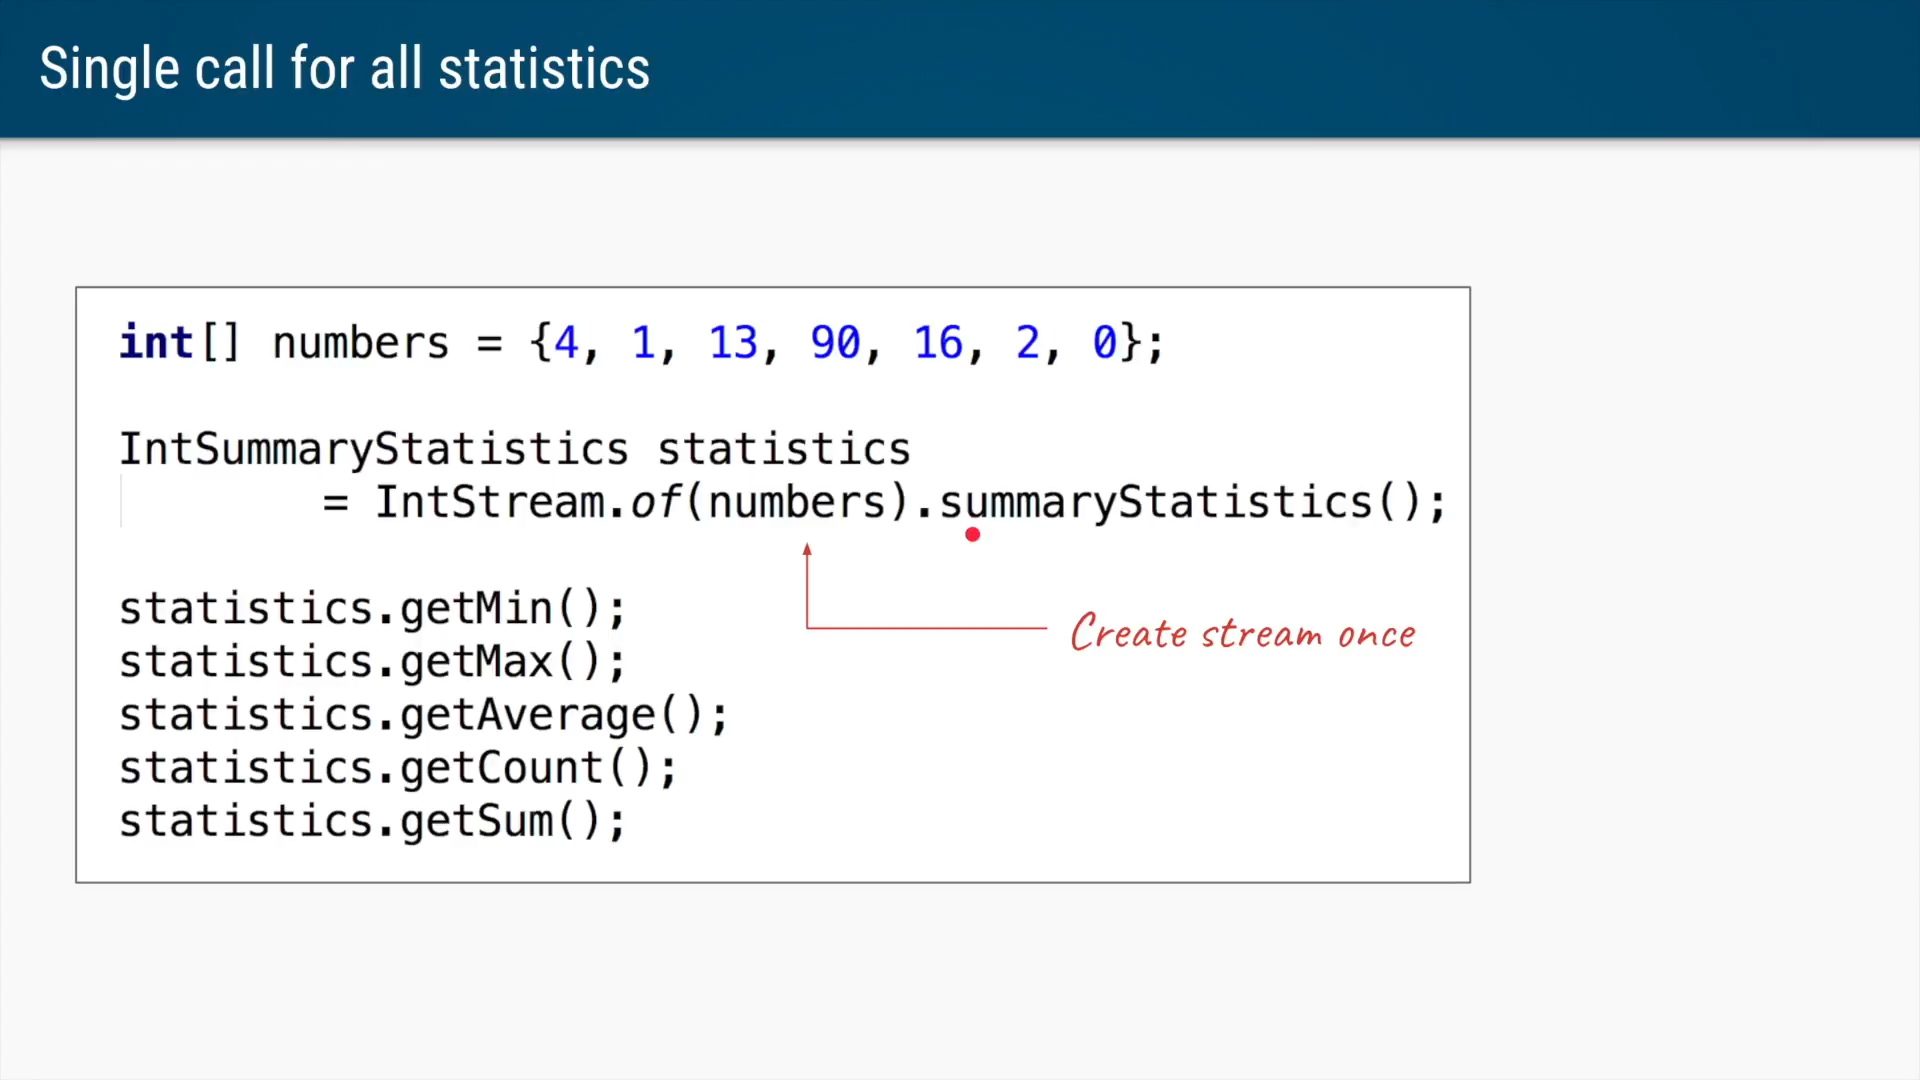 Single call for all statistics
int[] numbers = {4, 1, 13, 90, 16, 2, 0};
IntSummaryStatistics statistics
= IntStream.of(numbers).summaryStatistics();
statistics.getMin();
Create stream once
statistics.getMax();
statistics.getAverage();
statistics.getCount();
statistics.getSum();